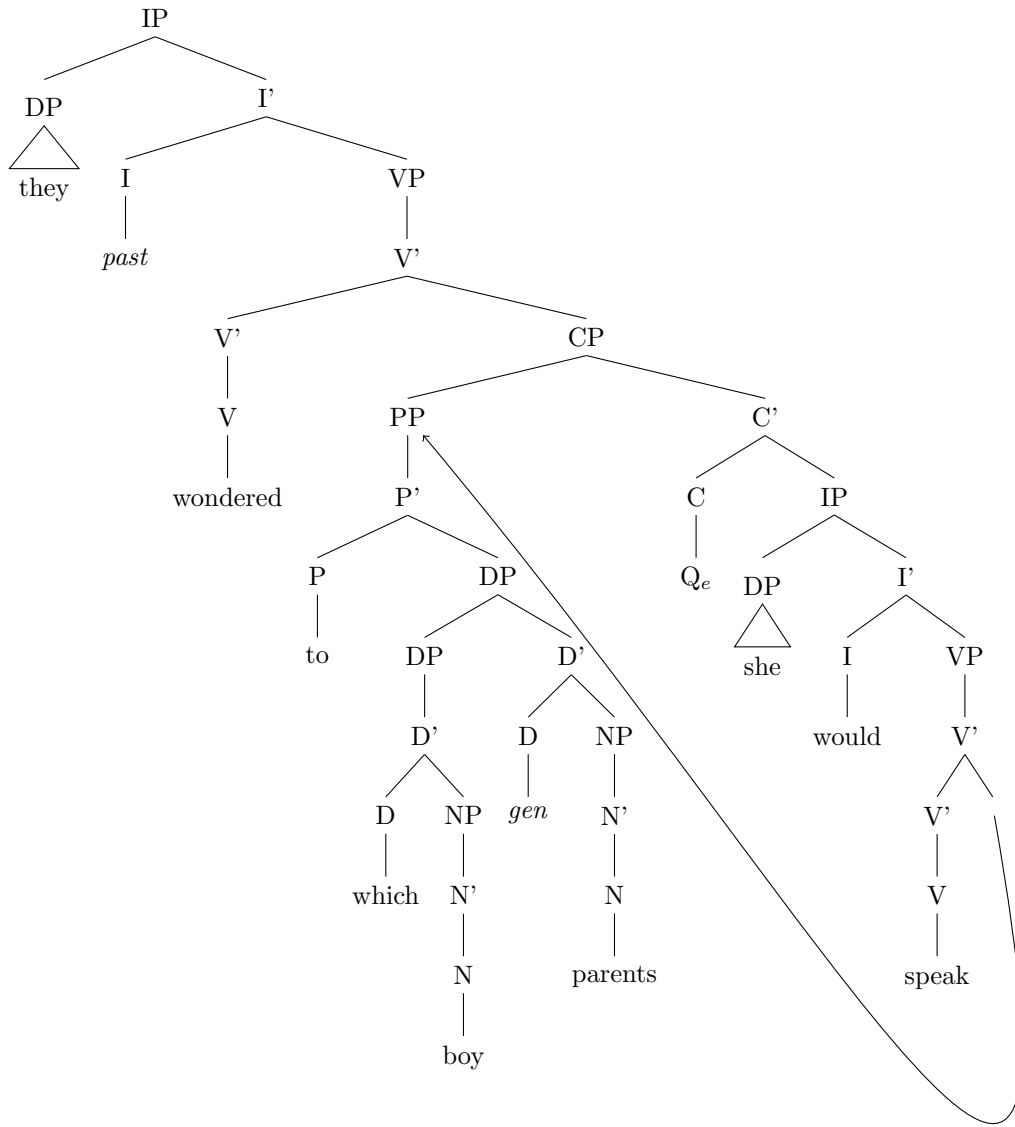 IP
DP I'
they I VP
past V'
V' CP
V PP C'
wondered P' C IP
P DP Qe DP I'
to DP D' she I VP
D' D NP would V'
D NP gen N' V'
which N' N V
N parents speak
boy